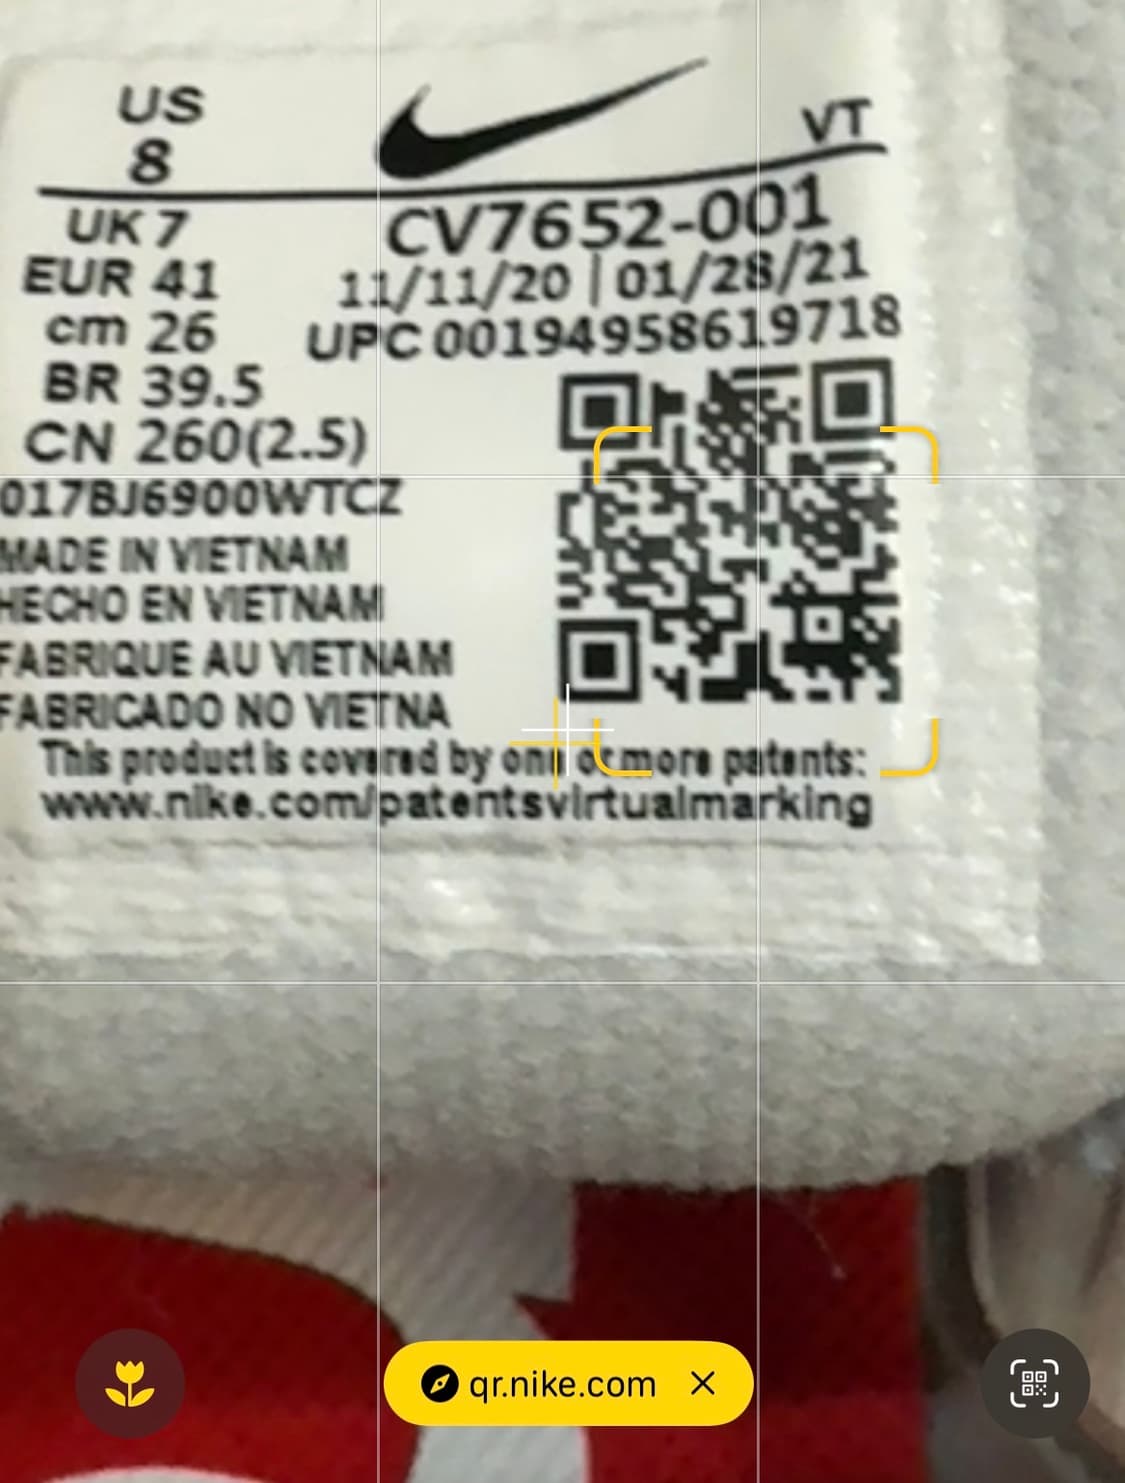 US
8
VT
UK 7
CV7652-001
EUR 41
11/11/20 | 01/28/21
cm 26
UPC 00194958619718
BR 39.5
CN 260(2.5)
017BJ6900WTCZ
MADE IN VIETNAM
HECHO EN VIETNAM
FABRIQUE AU VIETNAM
FABRICADO NO VIETNA
This product is covered by one or more patents:
www.nike.com/patentsvirtualmarking
qr.nike.com